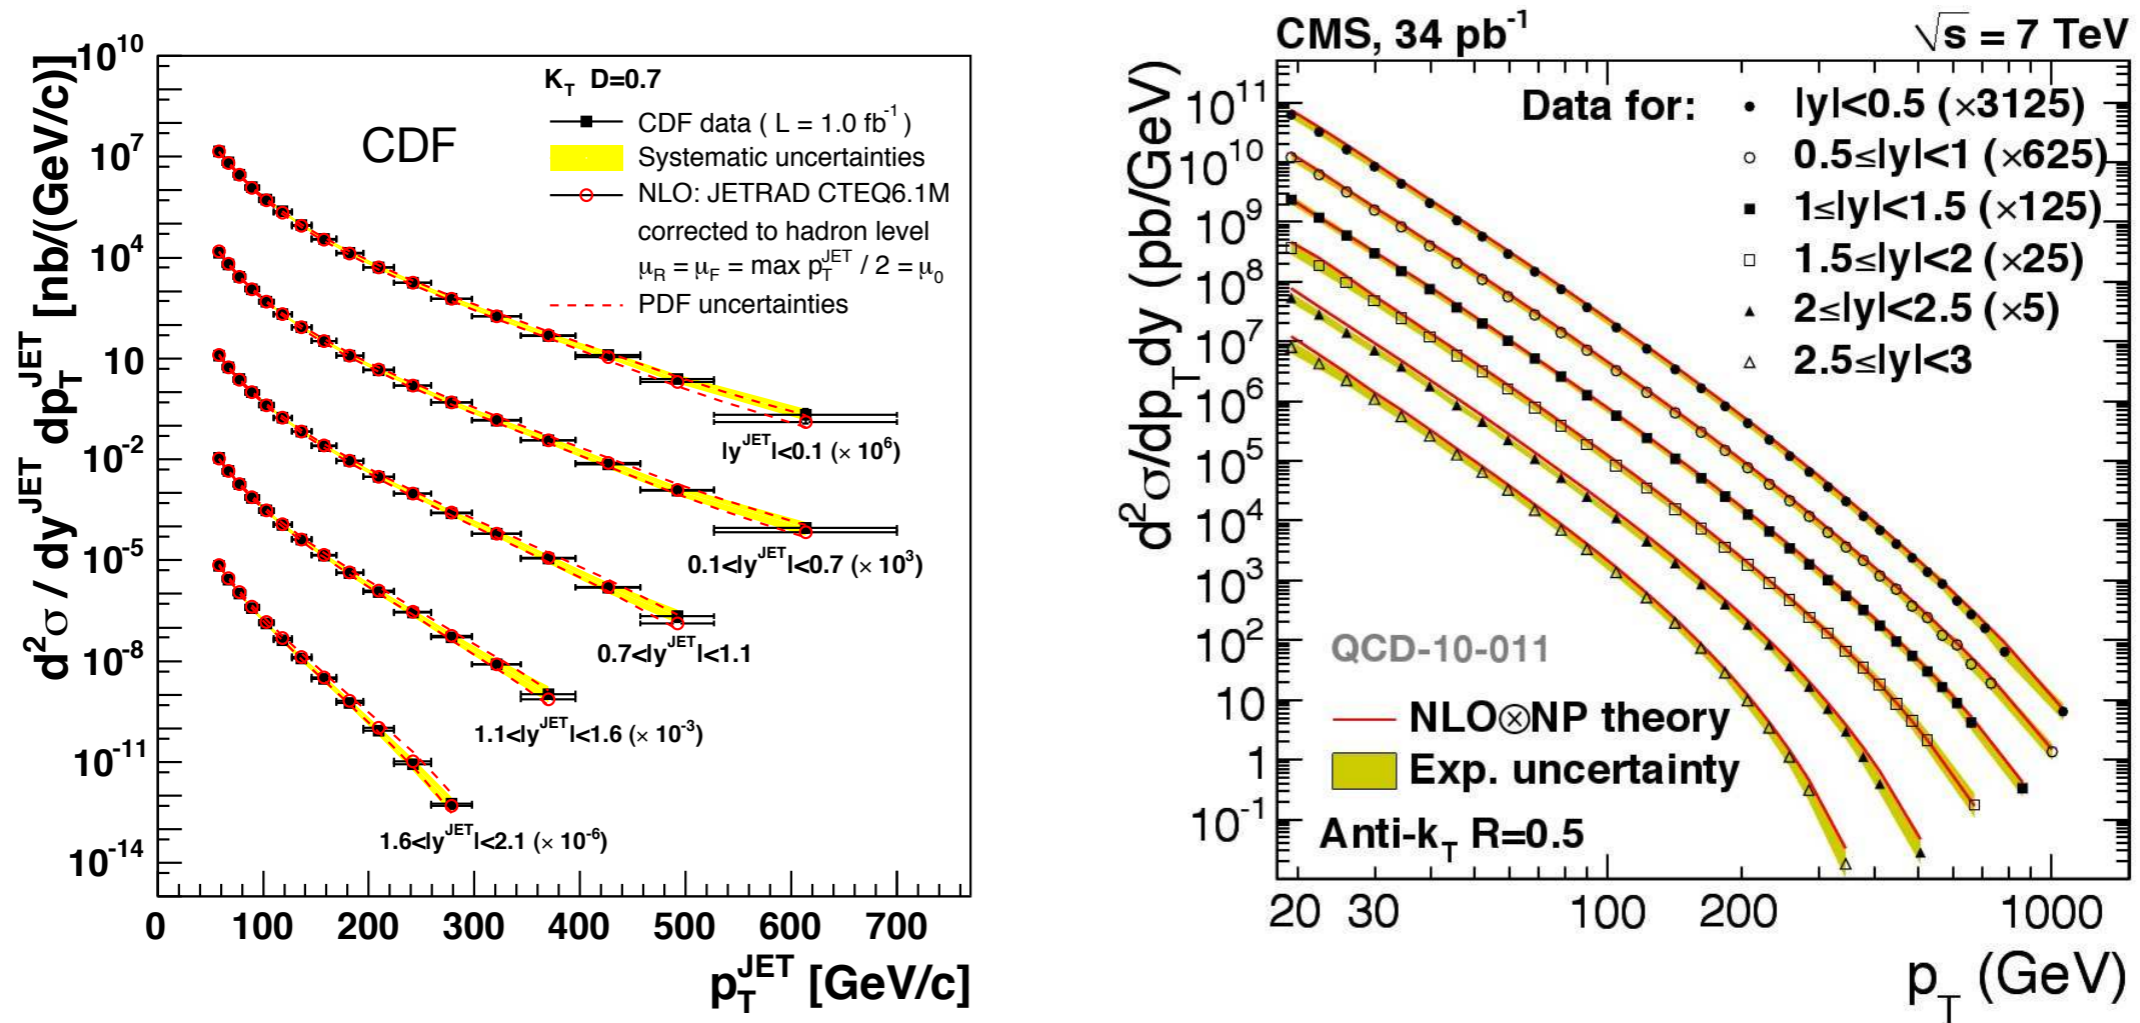 10^10
10^7
10^4
10
10^-2
10^-5
10^-8
10^-11
10^-14
d²σ / dy^JET dp_T^JET [nb/(GeV/c)]
CDF
K_T D=0.7
CDF data ( L = 1.0 fb^-1 )
Systematic uncertainties
NLO: JETRAD CTEQ6.1M
corrected to hadron level
μ_R = μ_F = max p_T^JET / 2 = μ_0
PDF uncertainties
|y^JET|<0.1 (× 10^6)
0.1<|y^JET|<0.7 (× 10^3)
0.7<|y^JET|<1.1
1.1<|y^JET|<1.6 (× 10^-3)
1.6<|y^JET|<2.1 (× 10^-6)
0 100 200 300 400 500 600 700
p_T^JET [GeV/c]
CMS, 34 pb^-1 √s = 7 TeV
d²σ/dp_T dy (pb/GeV)
10^11
10^10
10^9
10^8
10^7
10^6
10^5
10^4
10^3
10^2
10
1
10^-1
Data for: |y|<0.5 (×3125)
0.5≤|y|<1 (×625)
1≤|y|<1.5 (×125)
1.5≤|y|<2 (×25)
2≤|y|<2.5 (×5)
2.5≤|y|<3
QCD-10-011
NLO⊗NP theory
Exp. uncertainty
Anti-k_T R=0.5
20 30 100 200 1000
p_T (GeV)